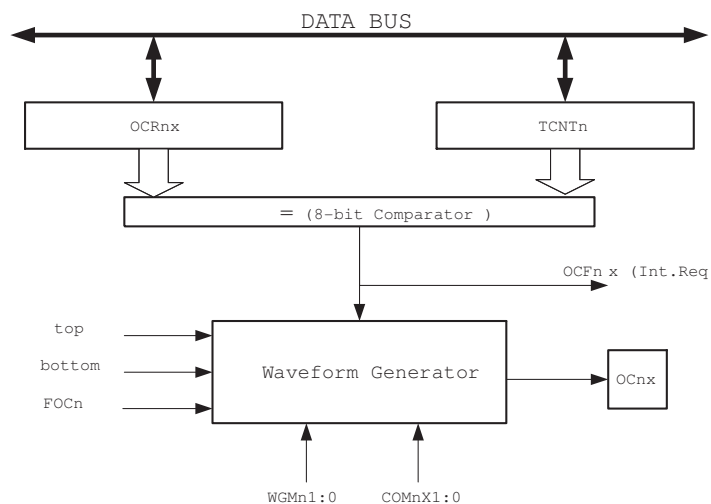 DATA BUS
OCRnx
TCNTn
= (8-bit Comparator )
OCFn x (Int.Req
top
bottom
FOCn
Waveform Generator
OCnx
WGMn1:0
COMnX1:0